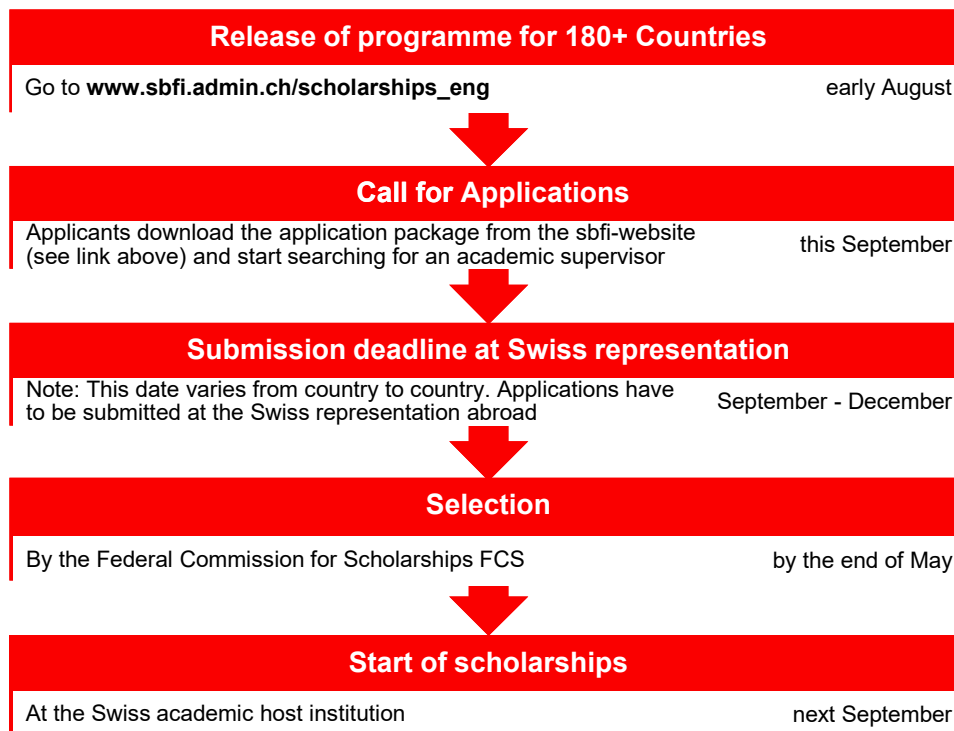 Release of programme for 180+ Countries
Go to www.sbfi.admin.ch/scholarships_eng early August
Call for Applications
Applicants download the application package from the sbfi-website
(see link above) and start searching for an academic supervisor
this September
Submission deadline at Swiss representation
Note: This date varies from country to country. Applications have
to be submitted at the Swiss representation abroad
September - December
Selection
By the Federal Commission for Scholarships FCS by the end of May
Start of scholarships
At the Swiss academic host institution next September